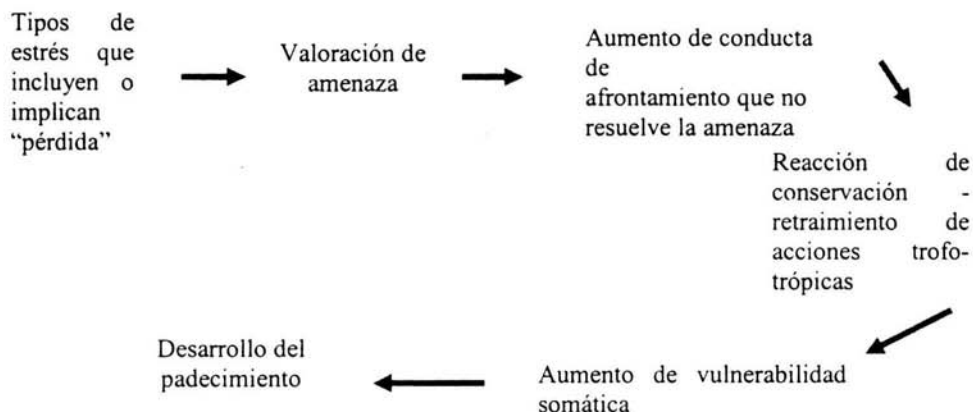 Tipos de
estrés que
incluyen o
implican
“pérdida”
Valoración de
amenaza
Aumento de conducta
de
afrontamiento que no
resuelve la amenaza
Reacción de
conservación -
retraimiento de
acciones trofo-
trópicas
Aumento de vulnerabilidad
somática
Desarrollo del
padecimiento